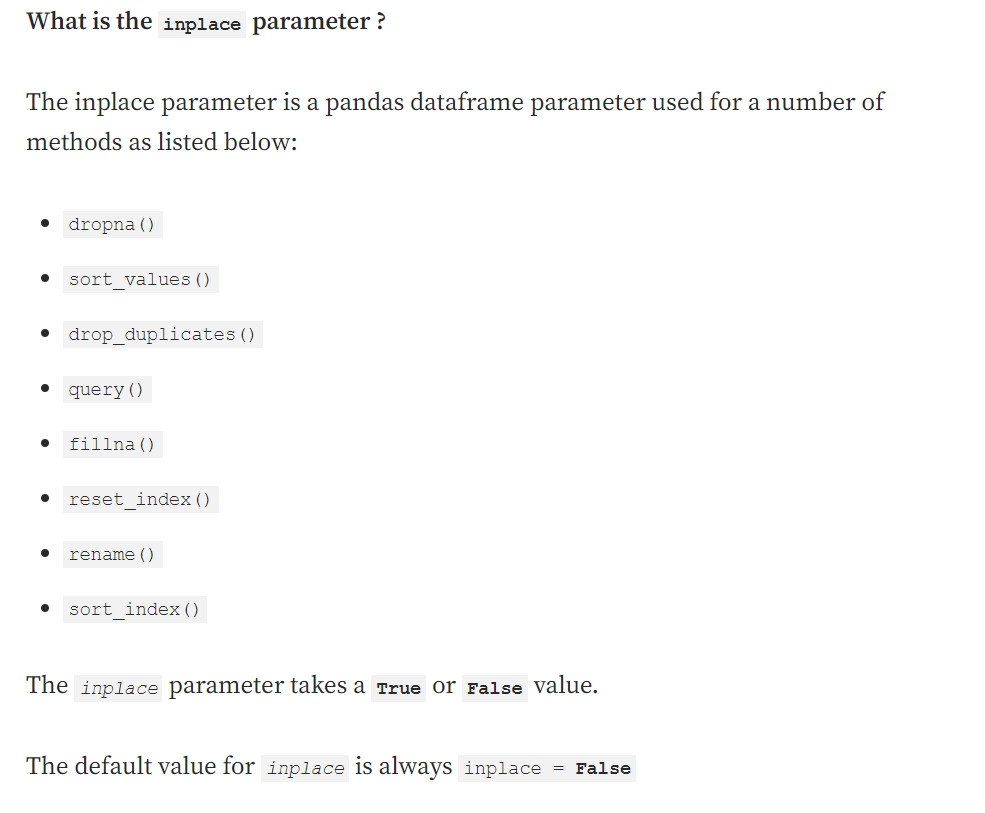 What is the inplace parameter ?
The inplace parameter is a pandas dataframe parameter used for a number of
methods as listed below:
• dropna()
• sort_values()
• drop_duplicates()
• query()
• fillna()
• reset_index()
• rename()
• sort_index()
The inplace parameter takes a True or False value.
The default value for inplace is always inplace = False